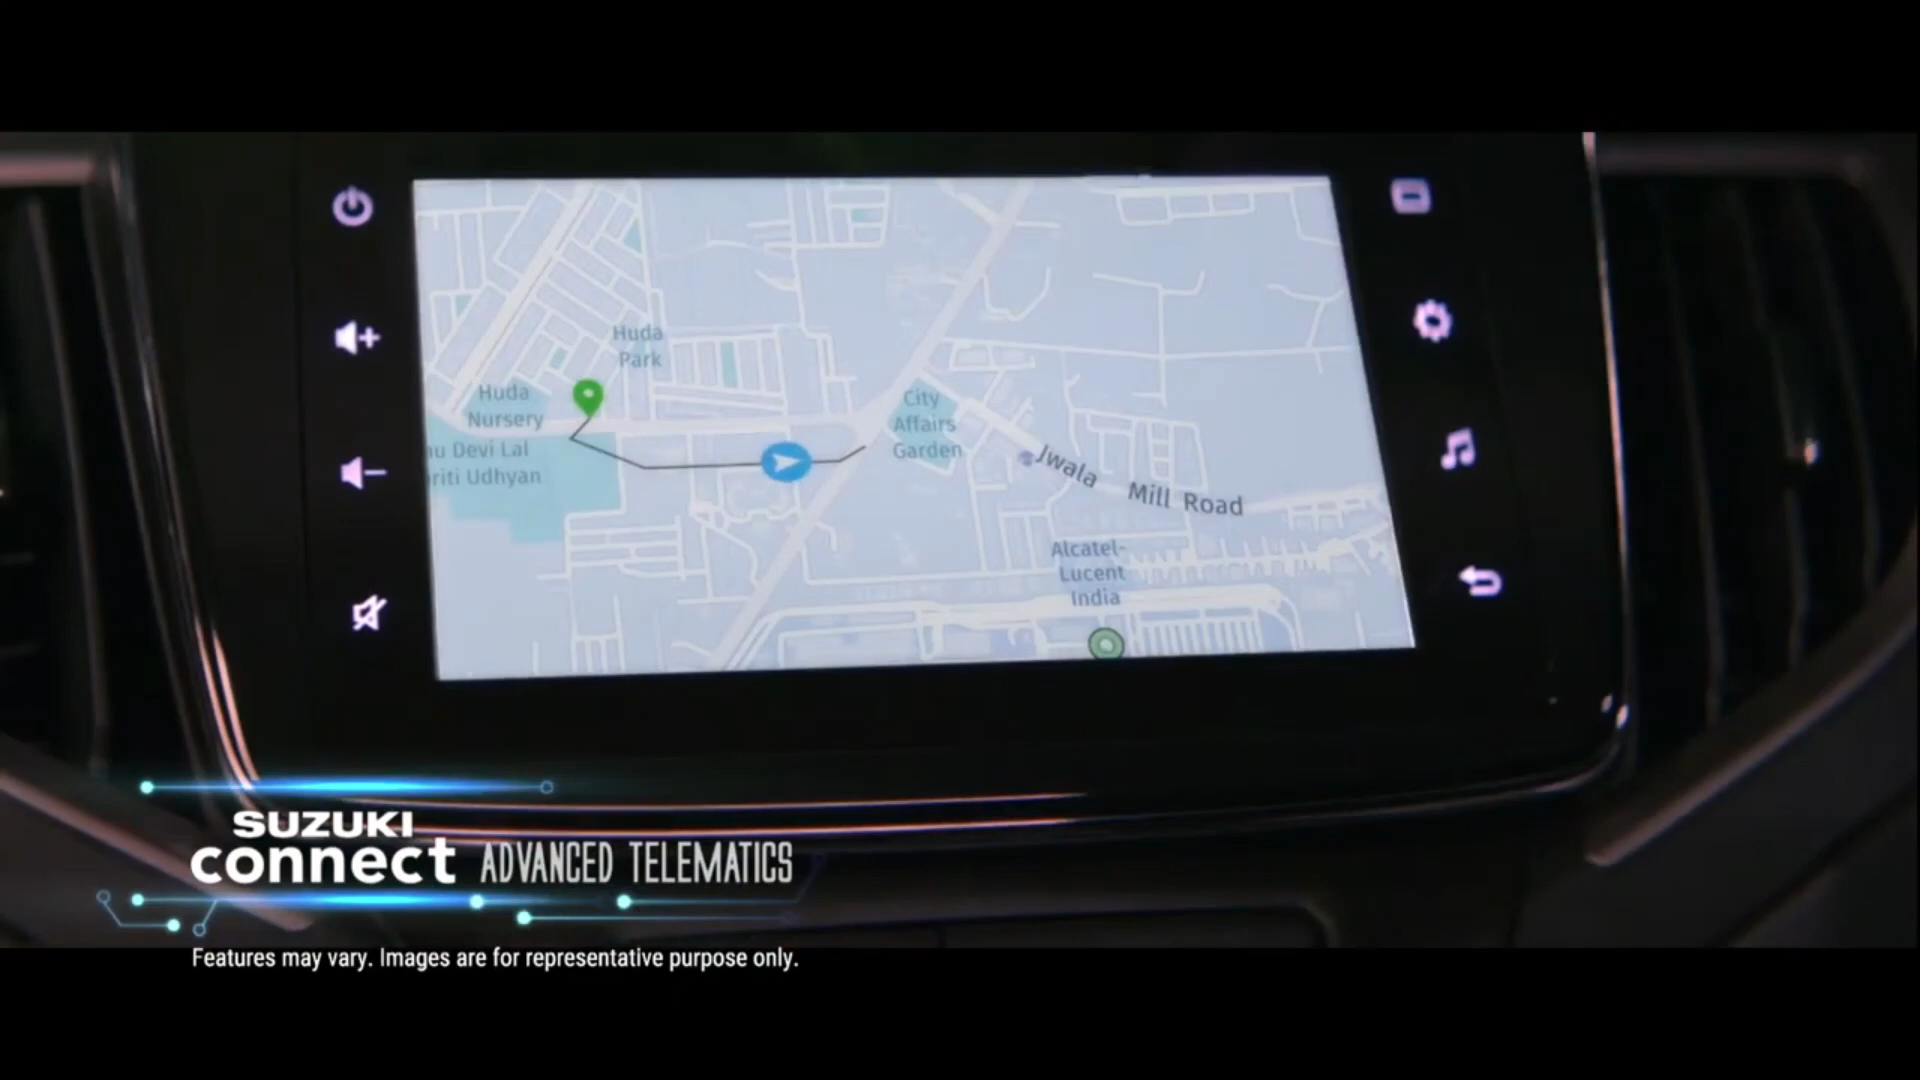 Huda
Park
Huda
Nursery
Devi Lal
Udhyan
City
Affairs
Garden
Jwala Mill Road
Alcatel-
Lucent
India
SUZUKI
connect ADVANCED TELEMATICS
Features may vary. Images are for representative purpose only.